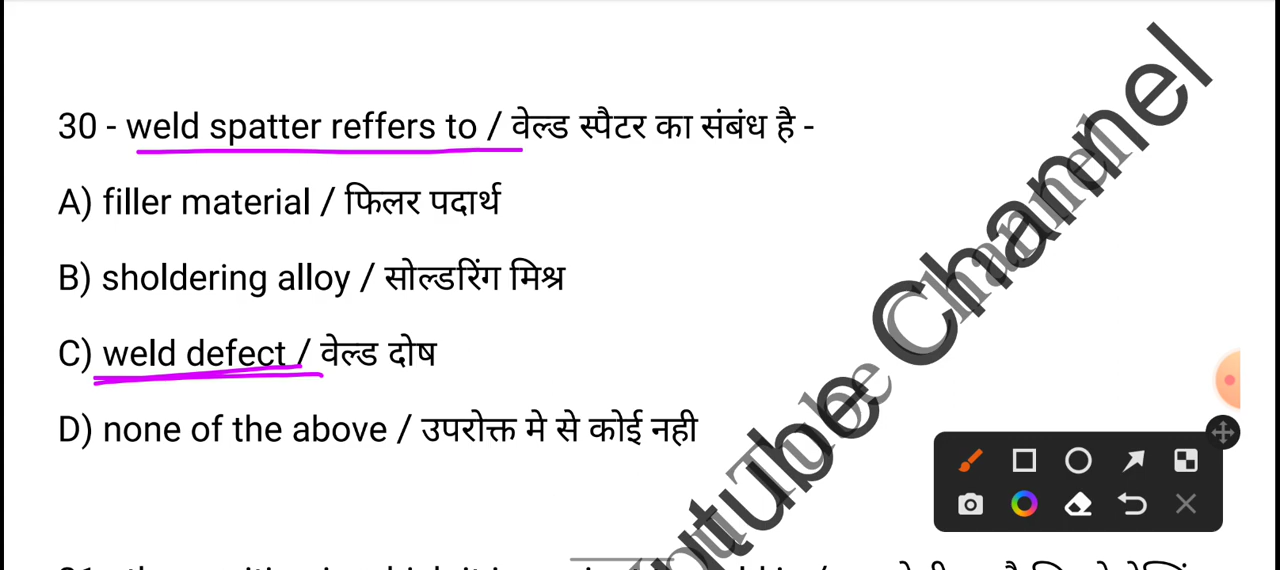 30 - weld spatter reffers to / वेल्ड स्पैटर का संबंध है -
A) filler material / फिलर पदार्थ
B) sholdering alloy / सोल्डरिंग मिश्र
C) weld defect / वेल्ड दोष
D) none of the above / उपरोक्त मे से कोई नही
Channel